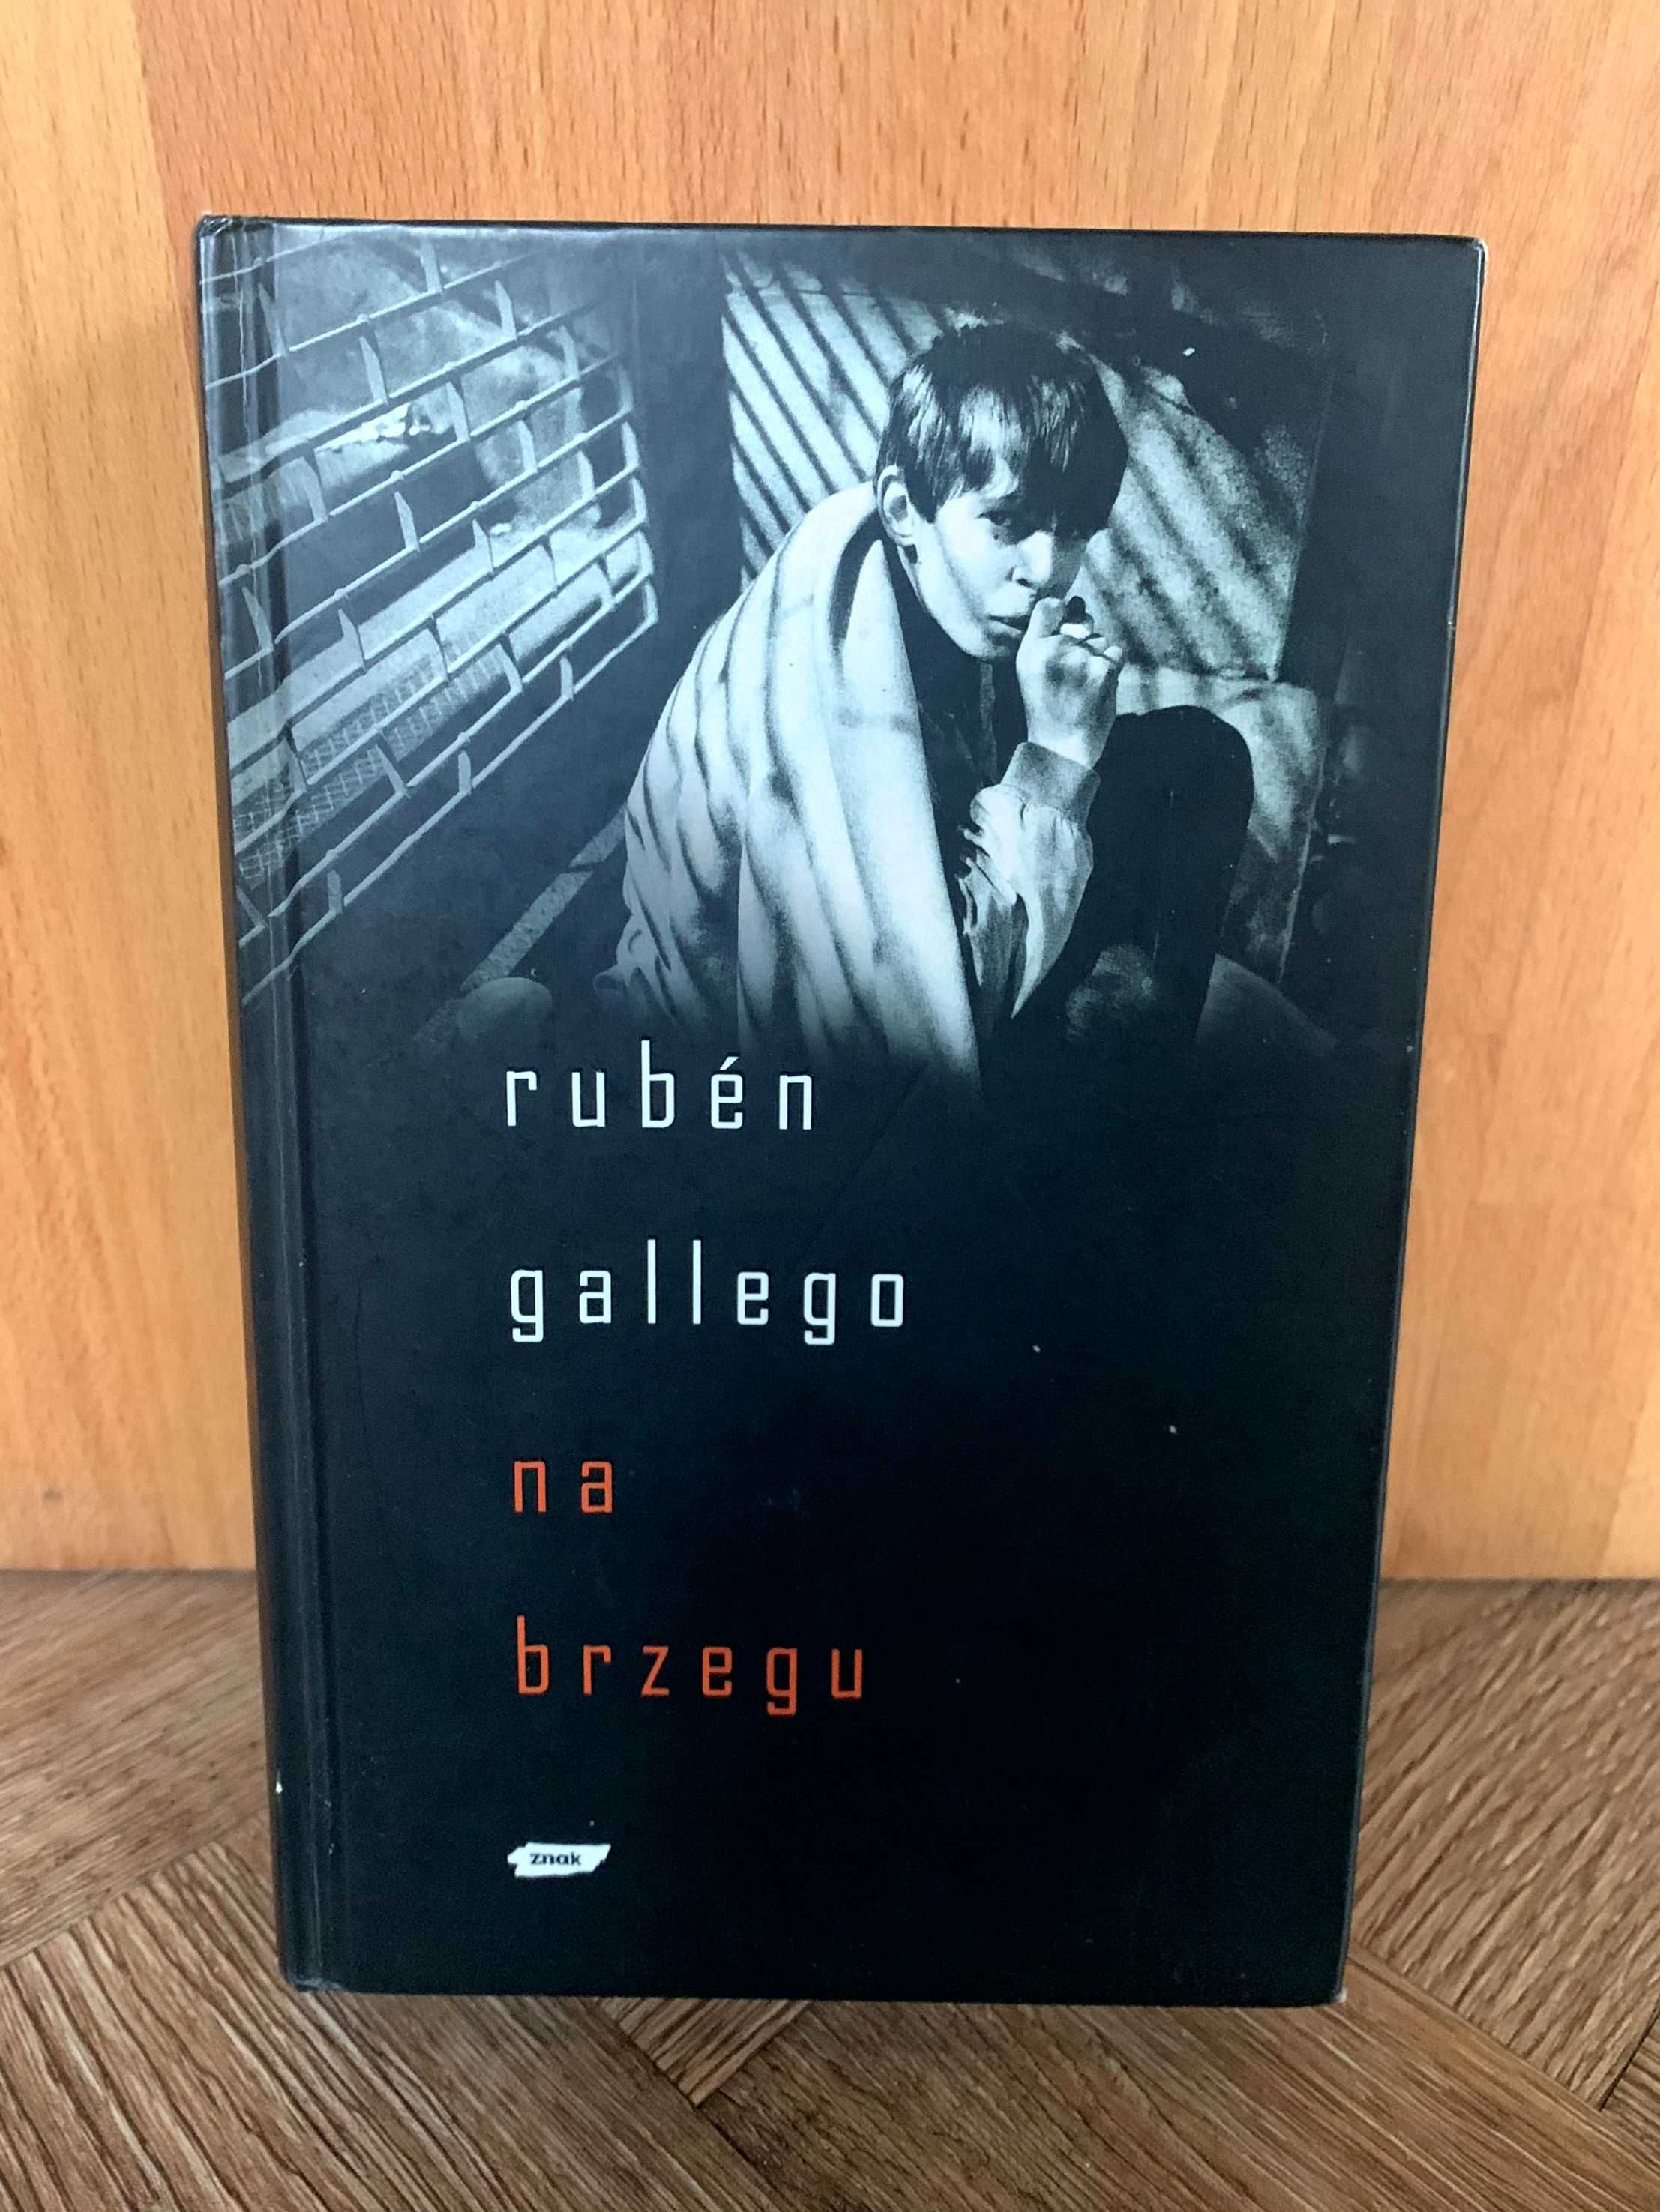 rubén
gallego
na
brzegu
znak